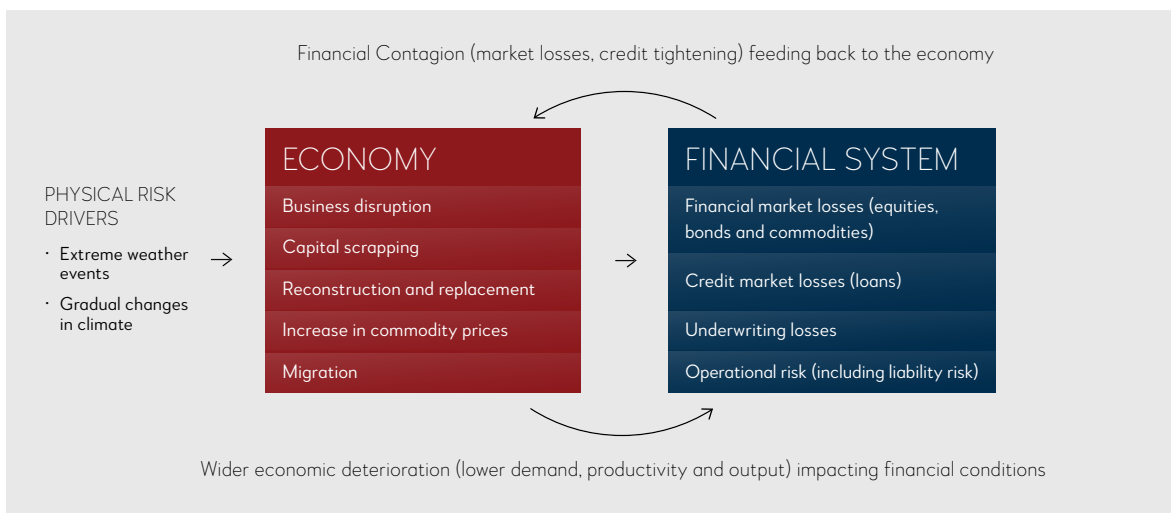 Financial Contagion (market losses, credit tightening) feeding back to the economy
PHYSICAL RISK
DRIVERS
· Extreme weather
events
· Gradual changes
in climate
ECONOMY
Business disruption
Capital scrapping
Reconstruction and replacement
Increase in commodity prices
Migration
FINANCIAL SYSTEM
Financial market losses (equities,
bonds and commodities)
Credit market losses (loans)
Underwriting losses
Operational risk (including liability risk)
Wider economic deterioration (lower demand, productivity and output) impacting financial conditions